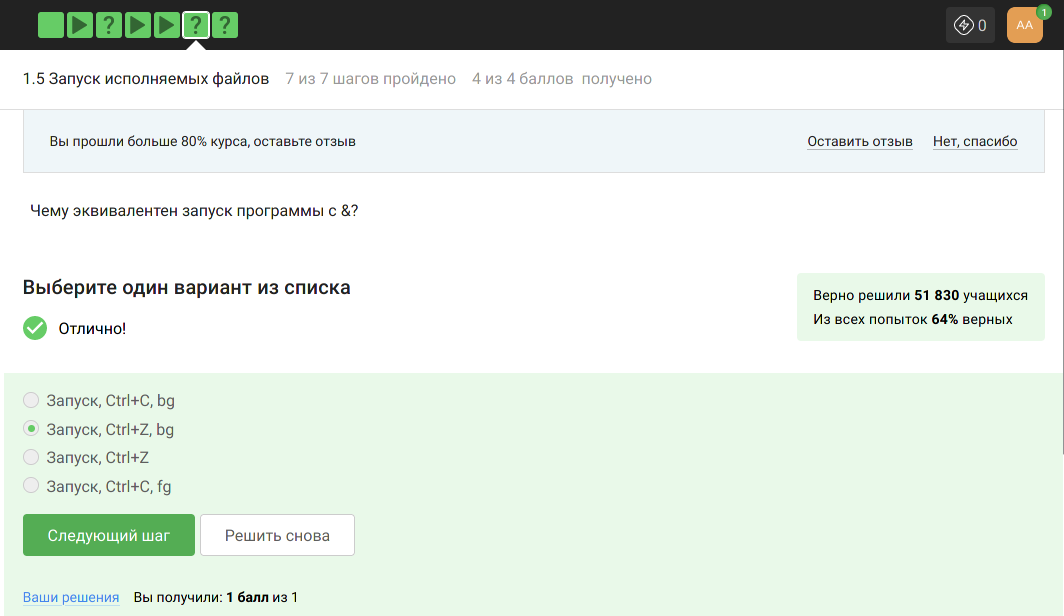 ? ? ? 0 AA 1
1.5 Запуск исполняемых файлов 7 из 7 шагов пройдено 4 из 4 баллов получено
Вы прошли больше 80% курса, оставьте отзыв Оставить отзыв Нет, спасибо
Чему эквивалентен запуск программы с &?
Выберите один вариант из списка
Отлично!
Верно решили 51 830 учащихся
Из всех попыток 64% верных
Запуск, Ctrl+C, bg
Запуск, Ctrl+Z, bg
Запуск, Ctrl+Z
Запуск, Ctrl+C, fg
Следующий шаг Решить снова
Ваши решения Вы получили: 1 балл из 1